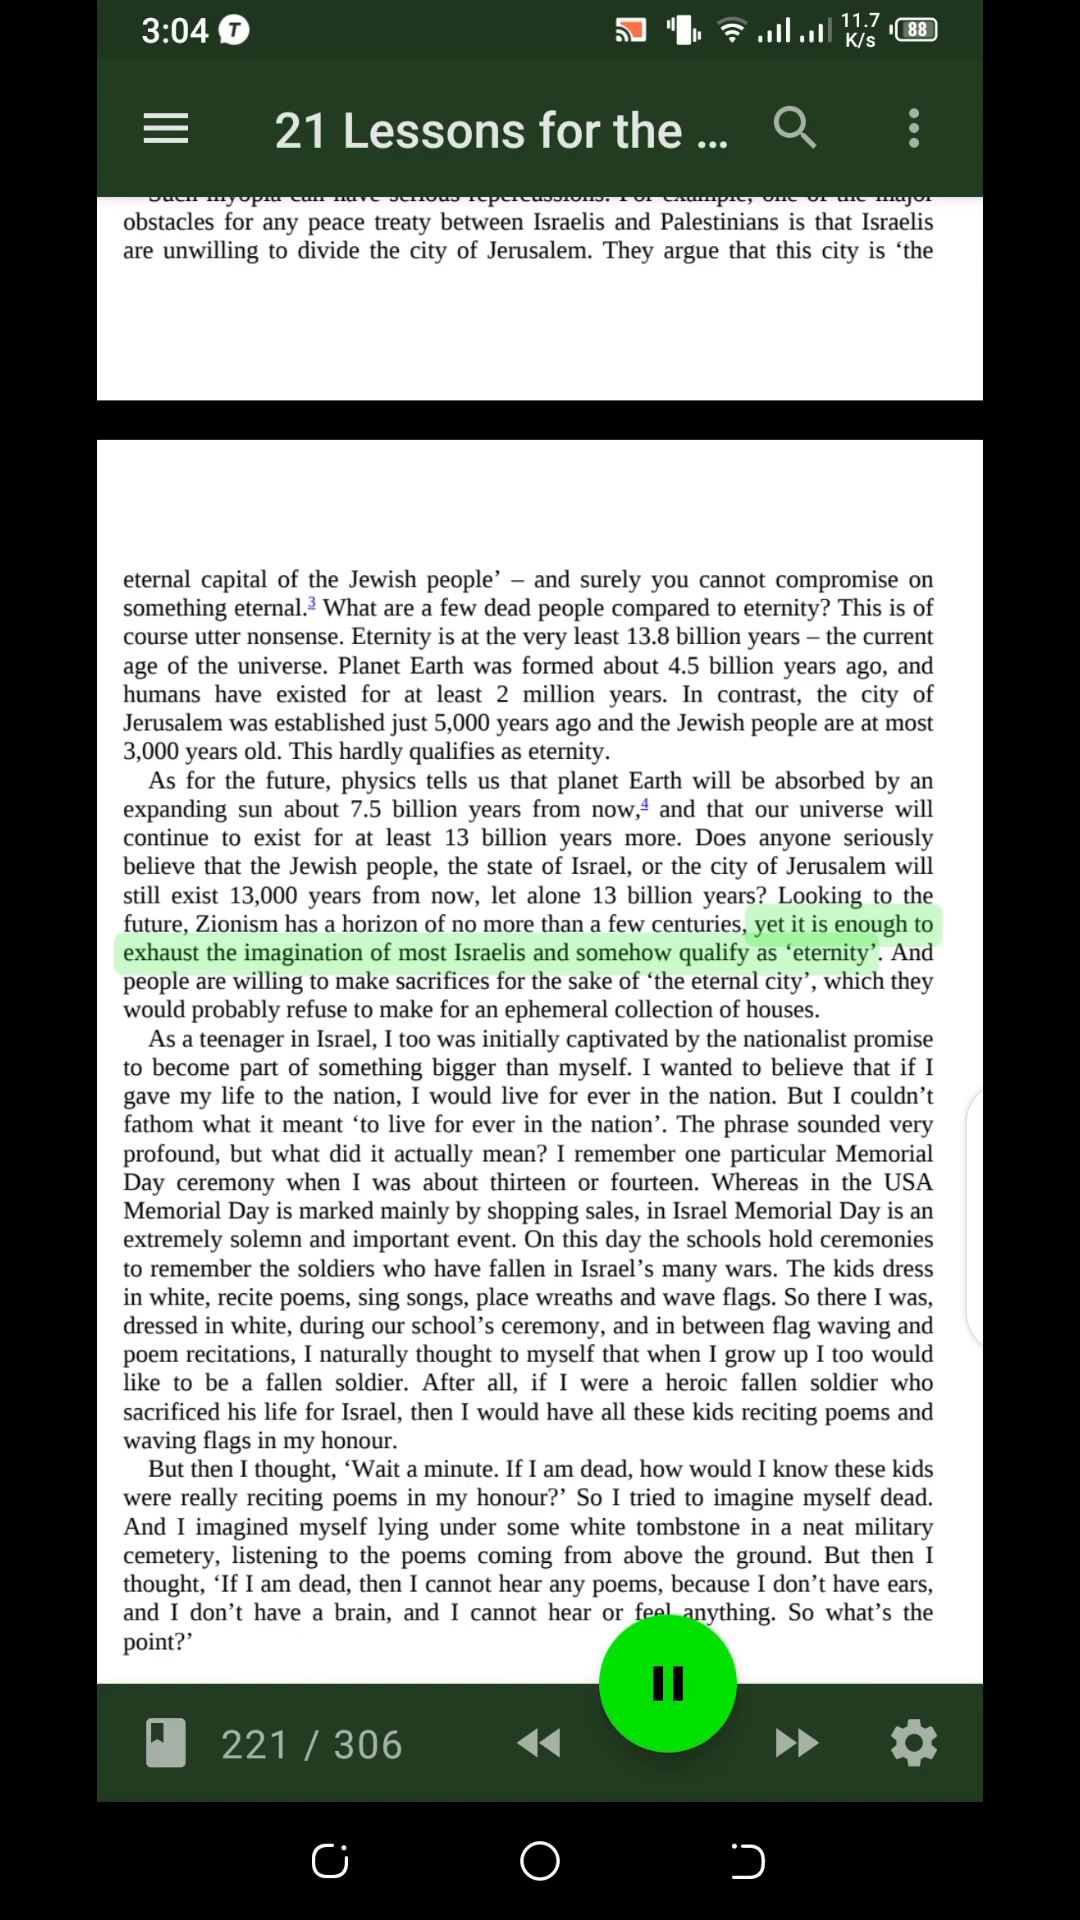 3:04 T 11.7 K/s 88
21 Lessons for the ...
Such myopia can have serious repercussions. For example, one of the major
obstacles for any peace treaty between Israelis and Palestinians is that Israelis
are unwilling to divide the city of Jerusalem. They argue that this city is ‘the
eternal capital of the Jewish people’ – and surely you cannot compromise on
something eternal.3 What are a few dead people compared to eternity? This is of
course utter nonsense. Eternity is at the very least 13.8 billion years – the current
age of the universe. Planet Earth was formed about 4.5 billion years ago, and
humans have existed for at least 2 million years. In contrast, the city of
Jerusalem was established just 5,000 years ago and the Jewish people are at most
3,000 years old. This hardly qualifies as eternity.
As for the future, physics tells us that planet Earth will be absorbed by an
expanding sun about 7.5 billion years from now,4 and that our universe will
continue to exist for at least 13 billion years more. Does anyone seriously
believe that the Jewish people, the state of Israel, or the city of Jerusalem will
still exist 13,000 years from now, let alone 13 billion years? Looking to the
future, Zionism has a horizon of no more than a few centuries, yet it is enough to
exhaust the imagination of most Israelis and somehow qualify as ‘eternity’. And
people are willing to make sacrifices for the sake of ‘the eternal city’, which they
would probably refuse to make for an ephemeral collection of houses.
As a teenager in Israel, I too was initially captivated by the nationalist promise
to become part of something bigger than myself. I wanted to believe that if I
gave my life to the nation, I would live for ever in the nation. But I couldn’t
fathom what it meant ‘to live for ever in the nation’. The phrase sounded very
profound, but what did it actually mean? I remember one particular Memorial
Day ceremony when I was about thirteen or fourteen. Whereas in the USA
Memorial Day is marked mainly by shopping sales, in Israel Memorial Day is an
extremely solemn and important event. On this day the schools hold ceremonies
to remember the soldiers who have fallen in Israel’s many wars. The kids dress
in white, recite poems, sing songs, place wreaths and wave flags. So there I was,
dressed in white, during our school’s ceremony, and in between flag waving and
poem recitations, I naturally thought to myself that when I grow up I too would
like to be a fallen soldier. After all, if I were a heroic fallen soldier who
sacrificed his life for Israel, then I would have all these kids reciting poems and
waving flags in my honour.
But then I thought, ‘Wait a minute. If I am dead, how would I know these kids
were really reciting poems in my honour?’ So I tried to imagine myself dead.
And I imagined myself lying under some white tombstone in a neat military
cemetery, listening to the poems coming from above the ground. But then I
thought, ‘If I am dead, then I cannot hear any poems, because I don’t have ears,
and I don’t have a brain, and I cannot hear or feel anything. So what’s the
point?’
221 / 306